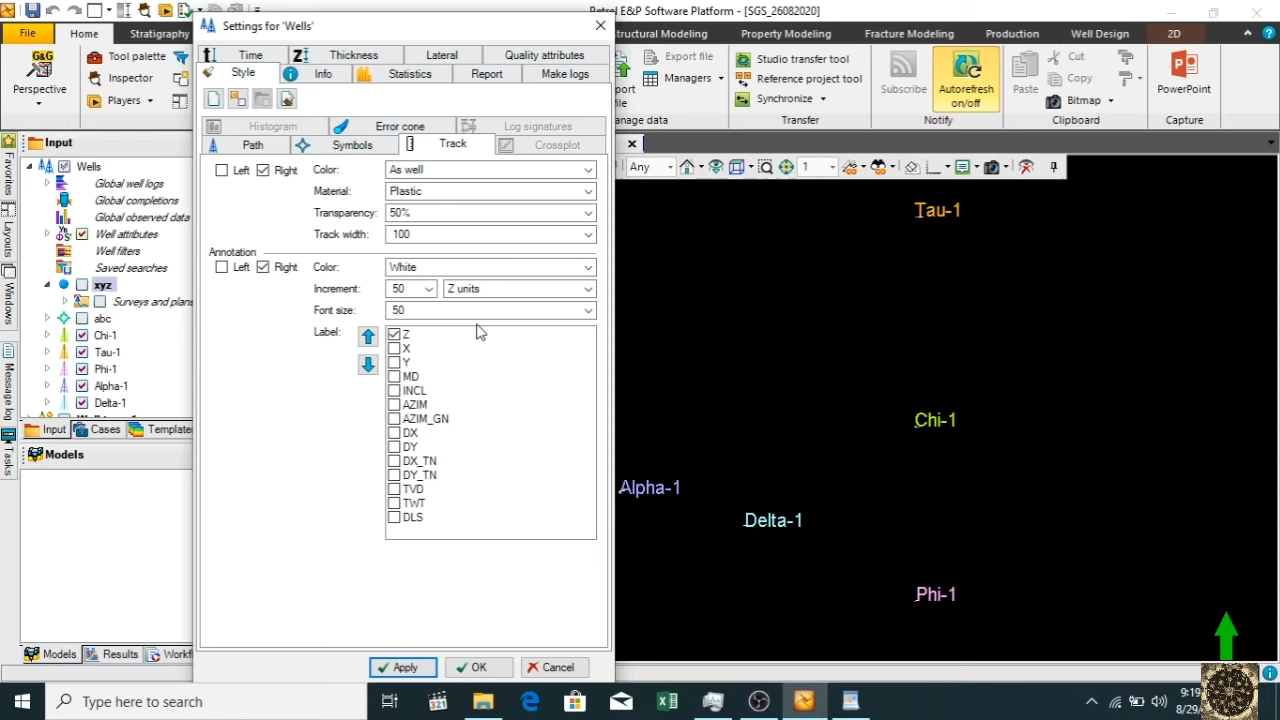 Petrel E&P Software Platform - [SGS_26082020]
Settings for 'Wells'
File
Home
Stratigraphy
Structural Modeling
Property Modeling
Fracture Modeling
Production
Well Design
2D
G&G
Perspective
Tool palette
Inspector
Players
Export file
Managers
Studio transfer tool
Reference project tool
Synchronize
Transfer
Subscribe
Autorefresh
on/off
Notify
Paste
Cut
Copy
Bitmap
Clipboard
PowerPoint
Capture
Time
Thickness
Lateral
Quality attributes
Style
Info
Statistics
Report
Make logs
Histogram
Error cone
Log signatures
Path
Symbols
Track
Crossplot
Left
Right
Color:
As well
Material:
Plastic
Transparency:
50%
Track width:
100
Annotation
Left
Right
Color:
White
Increment:
50
Z units
Font size:
50
Label:
Z
X
Y
MD
INCL
AZIM
AZIM_GN
DX
DY
DX_TN
DY_TN
TVD
TWT
DLS
Apply
OK
Cancel
Input
Wells
Global well logs
Global completions
Global observed data
Well attributes
Well filters
Saved searches
xyz
Surveys and plans
abc
Chi-1
Tau-1
Phi-1
Alpha-1
Delta-1
Input
Cases
Template
Models
Models
Results
Workfl
Favorites
Layouts
Windows
Message log
Tasks
Any
1
Tau-1
Chi-1
Alpha-1
Delta-1
Phi-1
Type here to search
321
9:19
8/29/